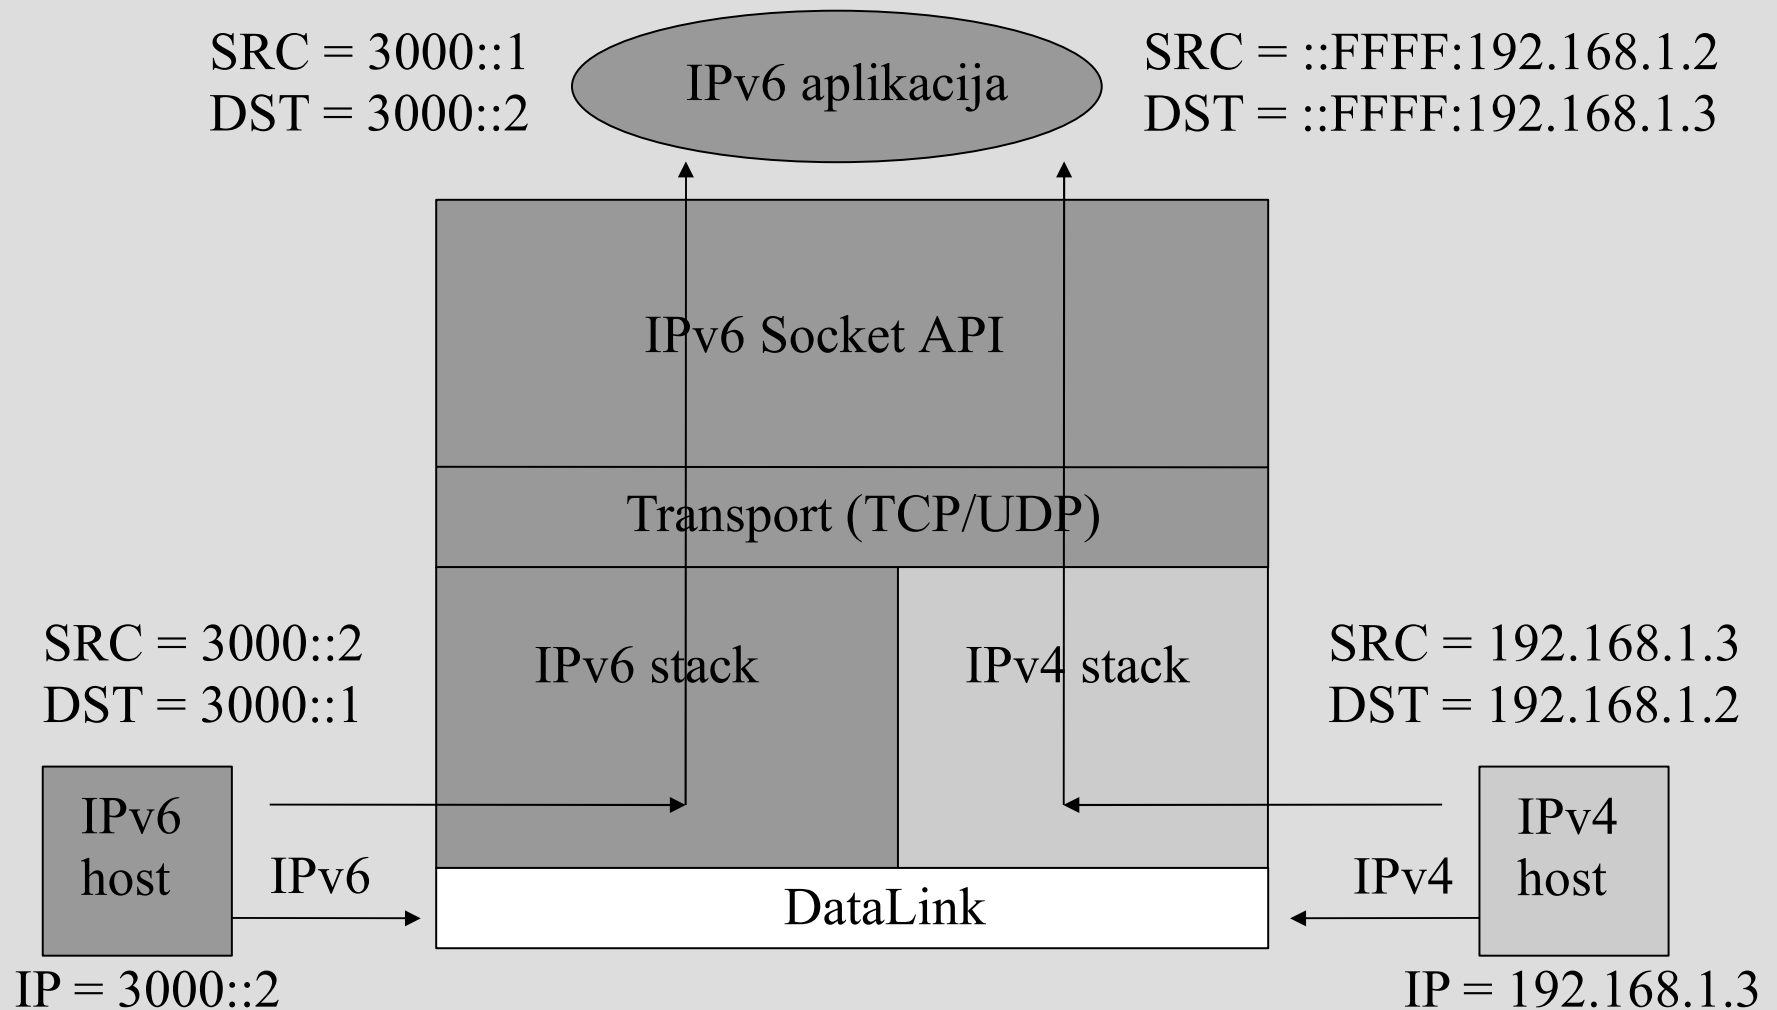 SRC = 3000::1
DST = 3000::2
IPv6 aplikacija
SRC = ::FFFF:192.168.1.2
DST = ::FFFF:192.168.1.3
IPv6 Socket API
Transport (TCP/UDP)
SRC = 3000::2
DST = 3000::1
IPv6 stack
IPv4 stack
SRC = 192.168.1.3
DST = 192.168.1.2
IPv6
host
IPv6
DataLink
IPv4
IPv4
host
IP = 3000::2
IP = 192.168.1.3